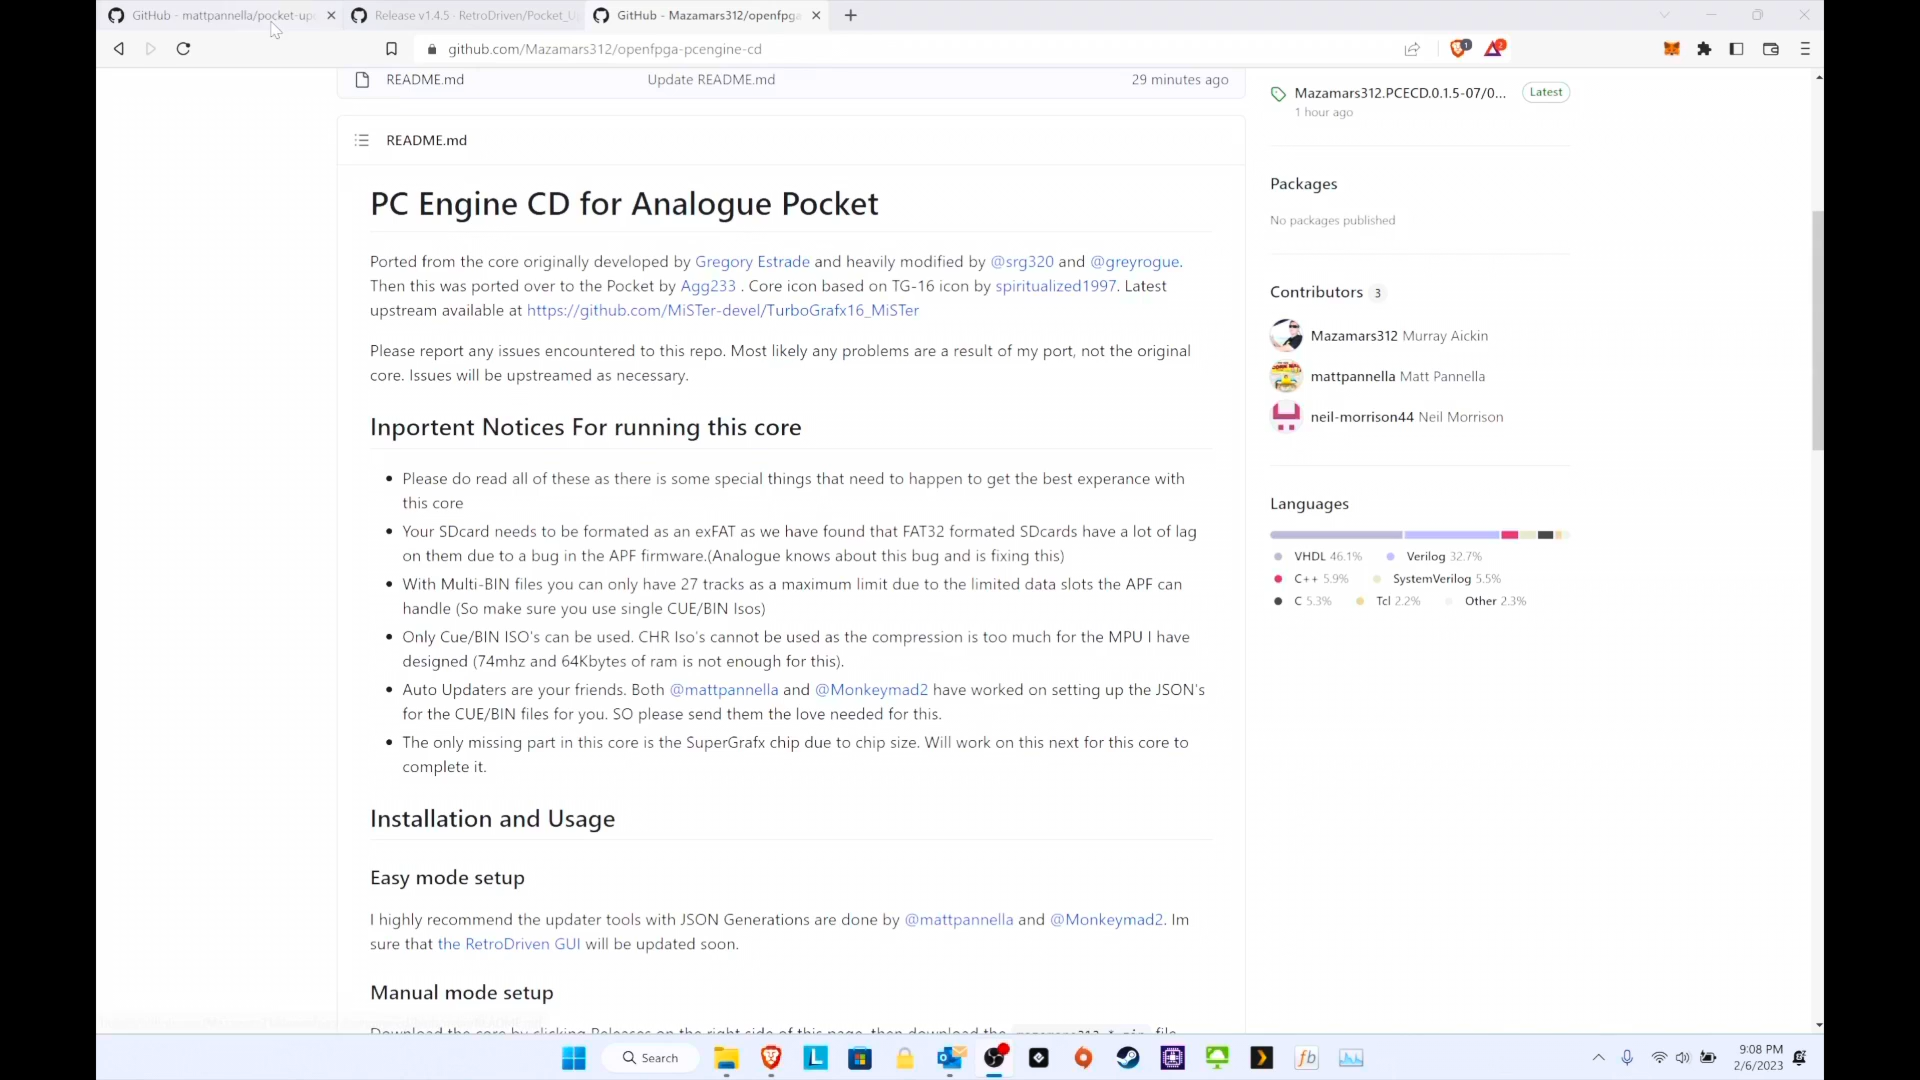 GitHub - mattpannella/pocket-up
Release v1.4.5 · RetroDriven/Pocket_U
GitHub - Mazamars312/openfpga
github.com/Mazamars312/openfpga-pcengine-cd
README.md
Update README.md
29 minutes ago
README.md
PC Engine CD for Analogue Pocket
Ported from the core originally developed by Gregory Estrade and heavily modified by @srg320 and @greyrogue.
Then this was ported over to the Pocket by Agg233 . Core icon based on TG-16 icon by spiritualized1997. Latest
upstream available at https://github.com/MiSTer-devel/TurboGrafx16_MiSTer
Please report any issues encountered to this repo. Most likely any problems are a result of my port, not the original
core. Issues will be upstreamed as necessary.
Inportent Notices For running this core
Please do read all of these as there is some special things that need to happen to get the best experance with
this core
Your SDcard needs to be formated as an exFAT as we have found that FAT32 formated SDcards have a lot of lag
on them due to a bug in the APF firmware.(Analogue knows about this bug and is fixing this)
With Multi-BIN files you can only have 27 tracks as a maximum limit due to the limited data slots the APF can
handle (So make sure you use single CUE/BIN Isos)
Only Cue/BIN ISO's can be used. CHR Iso's cannot be used as the compression is too much for the MPU I have
designed (74mhz and 64Kbytes of ram is not enough for this).
Auto Updaters are your friends. Both @mattpannella and @Monkeymad2 have worked on setting up the JSON's
for the CUE/BIN files for you. SO please send them the love needed for this.
The only missing part in this core is the SuperGrafx chip due to chip size. Will work on this next for this core to
complete it.
Installation and Usage
Easy mode setup
I highly recommend the updater tools with JSON Generations are done by @mattpannella and @Monkeymad2. Im
sure that the RetroDriven GUI will be updated soon.
Manual mode setup
Download the core by clicking Releases on the right side of this page, then download the mazamars312.*.zip file
Mazamars312.PCECD.0.1.5-07/0...
Latest
1 hour ago
Packages
No packages published
Contributors 3
Mazamars312 Murray Aickin
mattpannella Matt Pannella
neil-morrison44 Neil Morrison
Languages
VHDL 46.1%
Verilog 32.7%
C++ 5.9%
SystemVerilog 5.5%
C 5.3%
Tcl 2.2%
Other 2.3%
Search
9:08 PM
2/6/2023